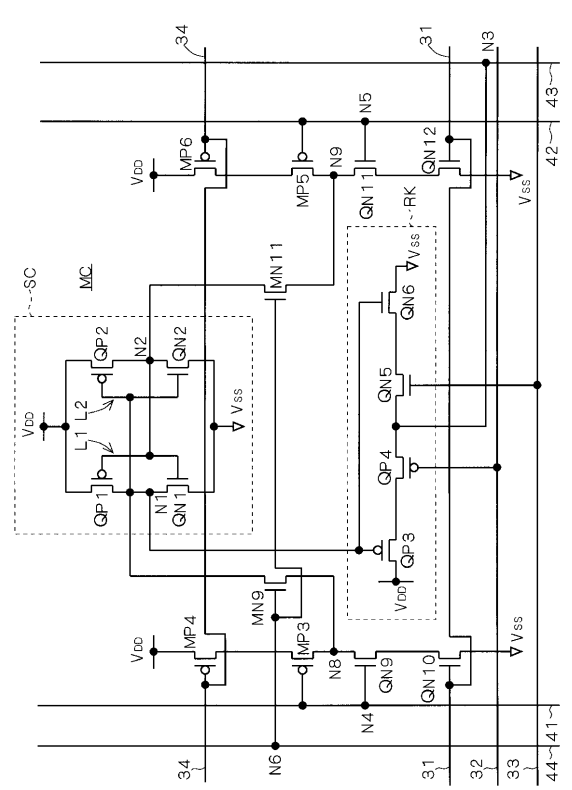 34
31
N3
43
42
VDD
MP6
MP5
N9
N5
QN11
QN12
VSS
SC
MC
MN11
RK
VDD
QP2
N2
QN2
L1
L2
VSS
QP1
N1
QN1
QN6
VSS
QN5
QP4
QP3
VDD
MN9
VDD
MP4
MP3
N8
QN9
QN10
VSS
N4
N6
34
31
32
33
41
44